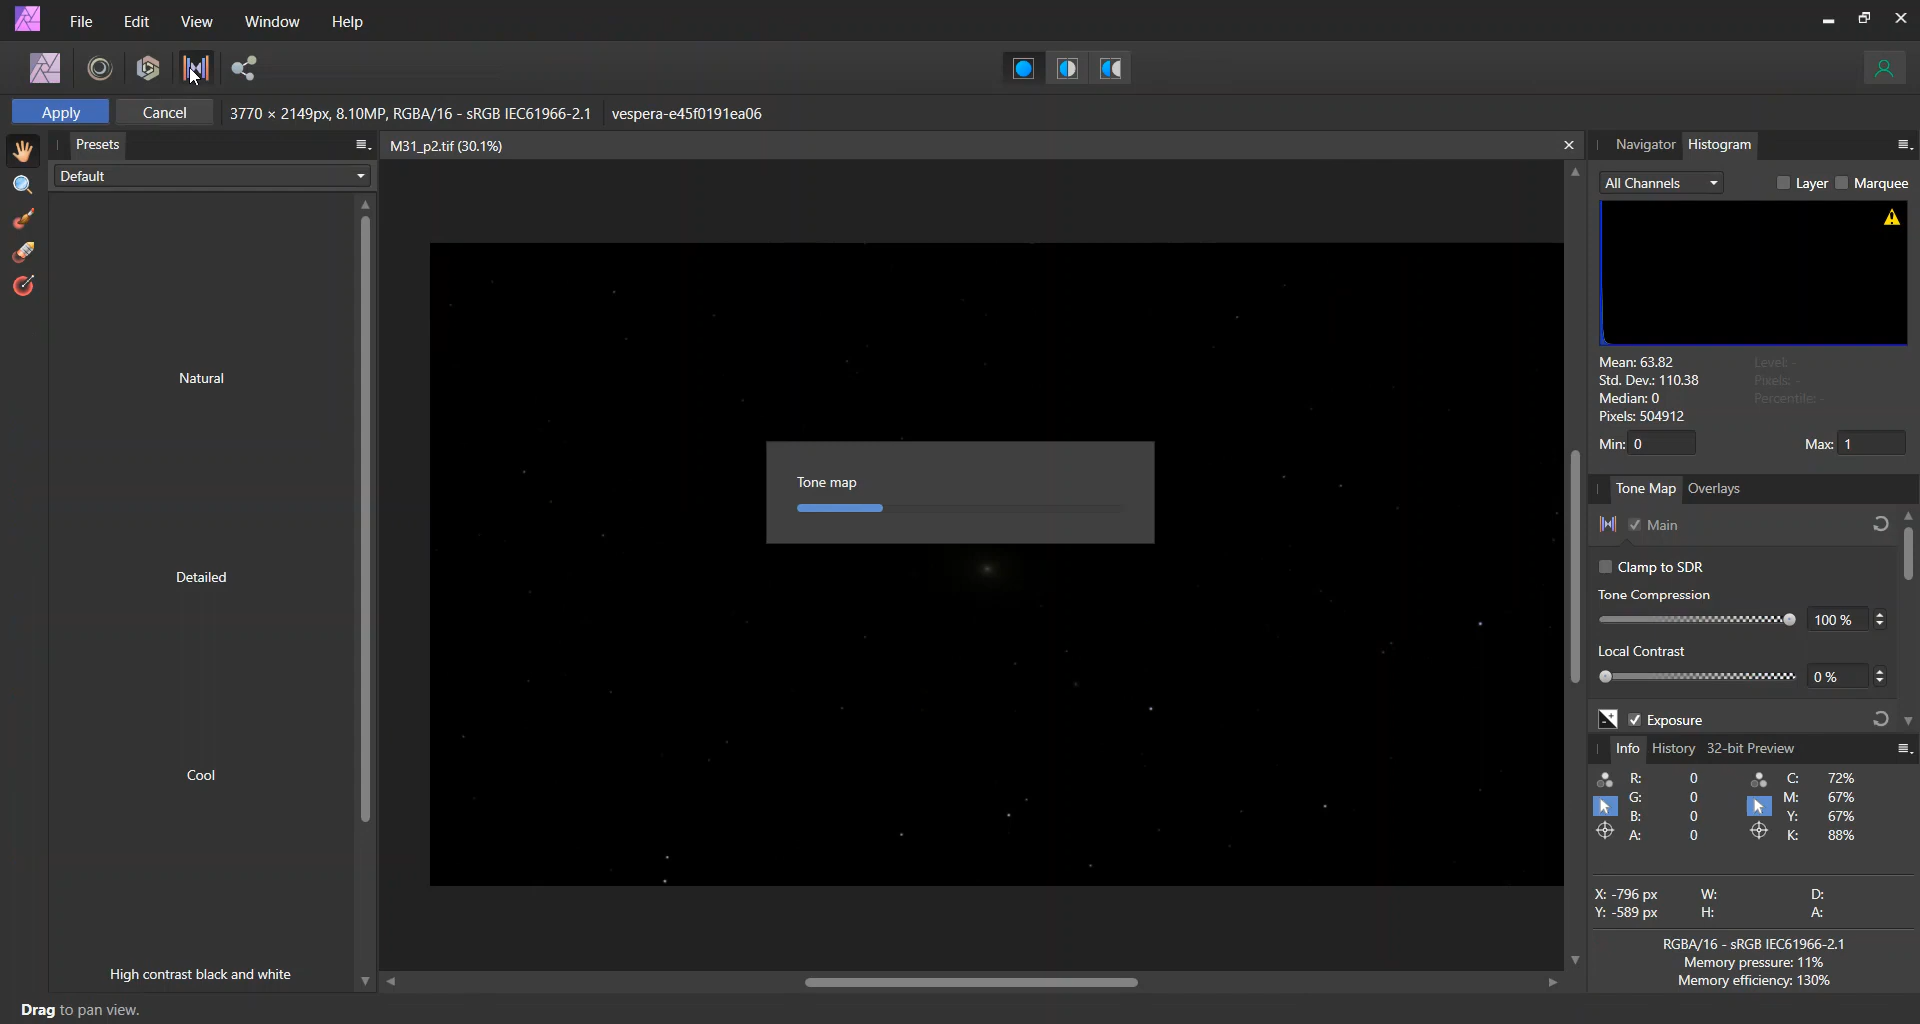 File Edit View Window Help
Apply Cancel 3770 × 2149px, 8.10MP, RGBA/16 - sRGB IEC61966-2.1 vespera-e45f0191ea06
Presets
Default
Natural
Detailed
Cool
High contrast black and white
M31_p2.tif (30.1%)
Tone map
Navigator Histogram
All Channels Layer Marquee
Mean: 63.82 Level: -
Std. Dev.: 110.38 Pixels: -
Median: 0 Percentile: -
Pixels: 504912
Min: 0 Max: 1
Tone Map Overlays
Main
Clamp to SDR
Tone Compression
100 %
Local Contrast
0 %
Exposure
Info History 32-bit Preview
R: 0 C: 72%
G: 0 M: 67%
B: 0 Y: 67%
A: 0 K: 88%
X: -796 px W: D:
Y: -589 px H: A:
RGBA/16 - sRGB IEC61966-2.1
Memory pressure: 11%
Memory efficiency: 130%
Drag to pan view.